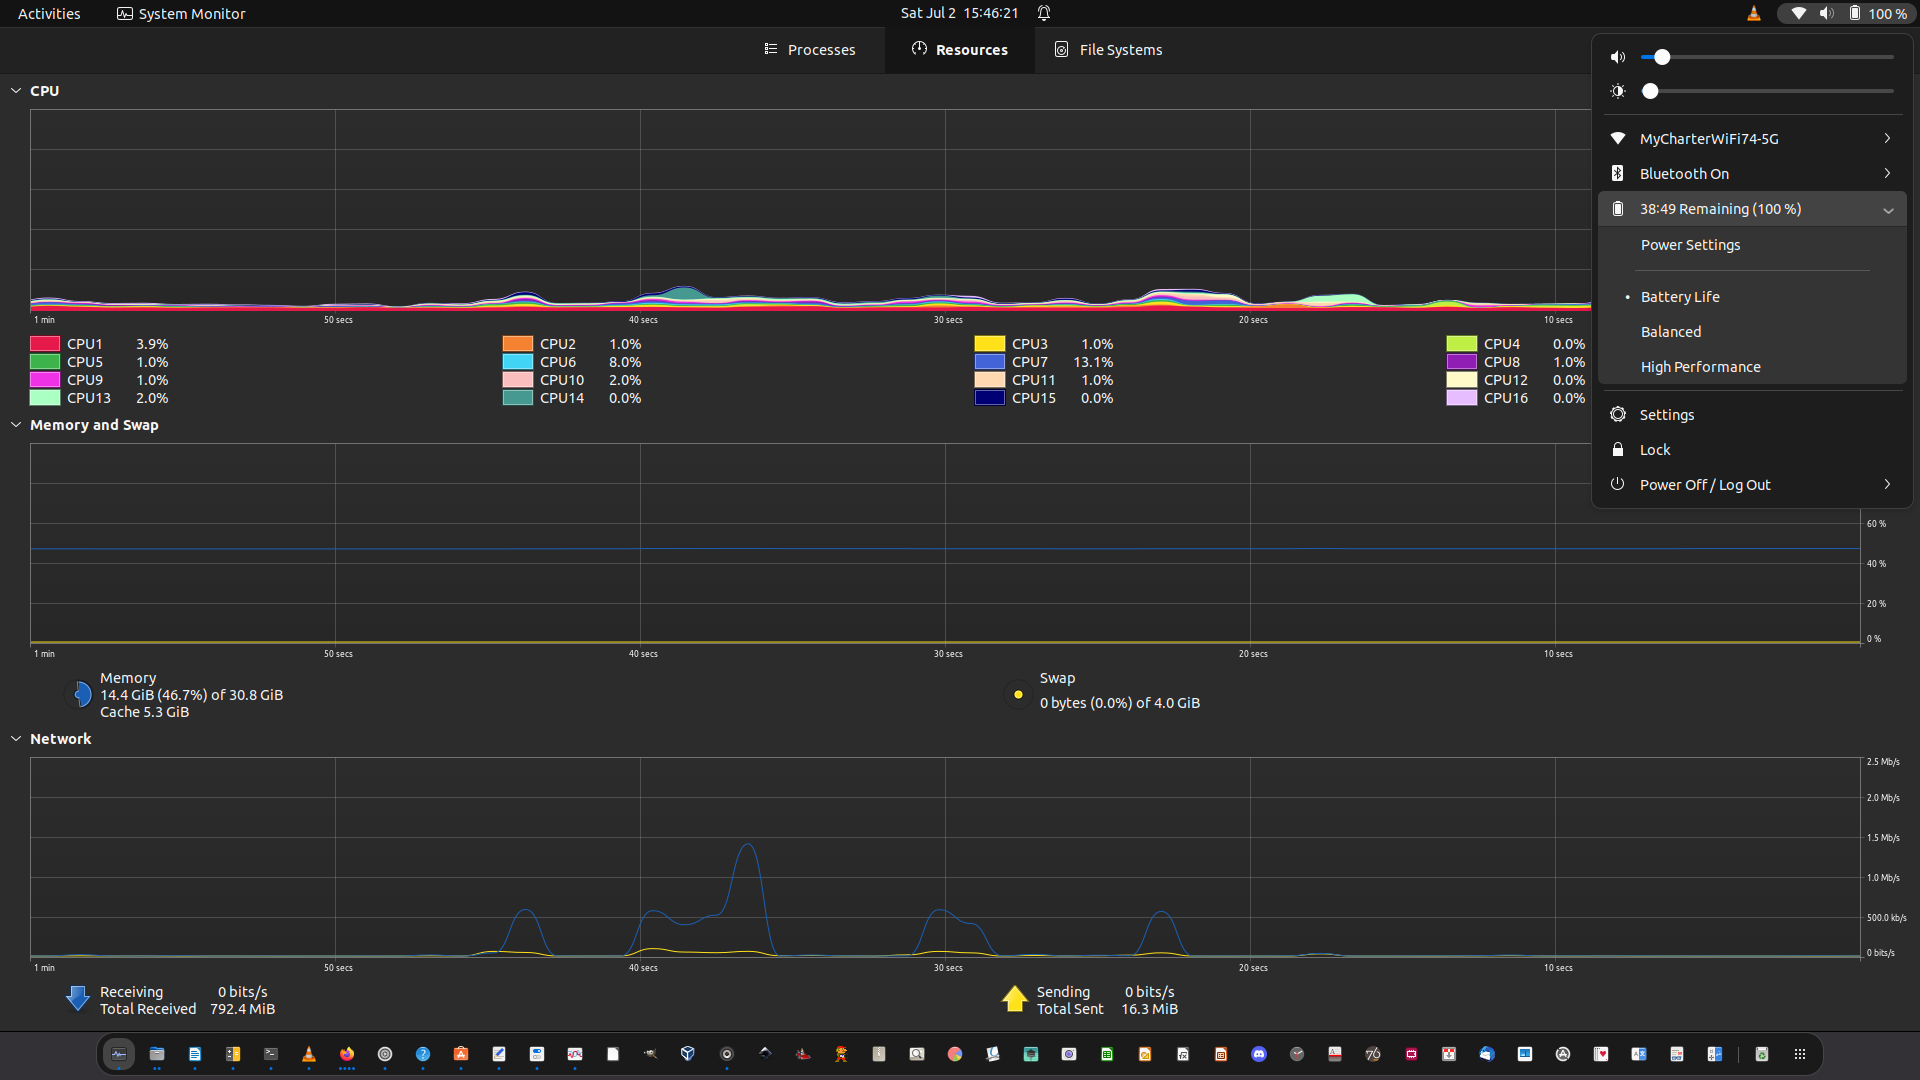 Activities System Monitor Sat Jul 2 15:46:21 100 %
Processes Resources File Systems
CPU
1 min 50 secs 40 secs 30 secs 20 secs 10 secs
CPU1 3.9% CPU2 1.0% CPU3 1.0% CPU4 0.0%
CPU5 1.0% CPU6 8.0% CPU7 13.1% CPU8 1.0%
CPU9 1.0% CPU10 2.0% CPU11 1.0% CPU12 0.0%
CPU13 2.0% CPU14 0.0% CPU15 0.0% CPU16 0.0%
MyCharterWiFi74-5G
Bluetooth On
38:49 Remaining (100 %)
Power Settings
Battery Life
Balanced
High Performance
Settings
Lock
Power Off / Log Out
Memory and Swap
60 %
40 %
20 %
0 %
1 min 50 secs 40 secs 30 secs 20 secs 10 secs
Memory
14.4 GiB (46.7%) of 30.8 GiB
Cache 5.3 GiB
Swap
0 bytes (0.0%) of 4.0 GiB
Network
2.5 Mb/s
2.0 Mb/s
1.5 Mb/s
1.0 Mb/s
500.0 kb/s
0 bits/s
1 min 50 secs 40 secs 30 secs 20 secs 10 secs
Receiving 0 bits/s
Total Received 792.4 MiB
Sending 0 bits/s
Total Sent 16.3 MiB
76